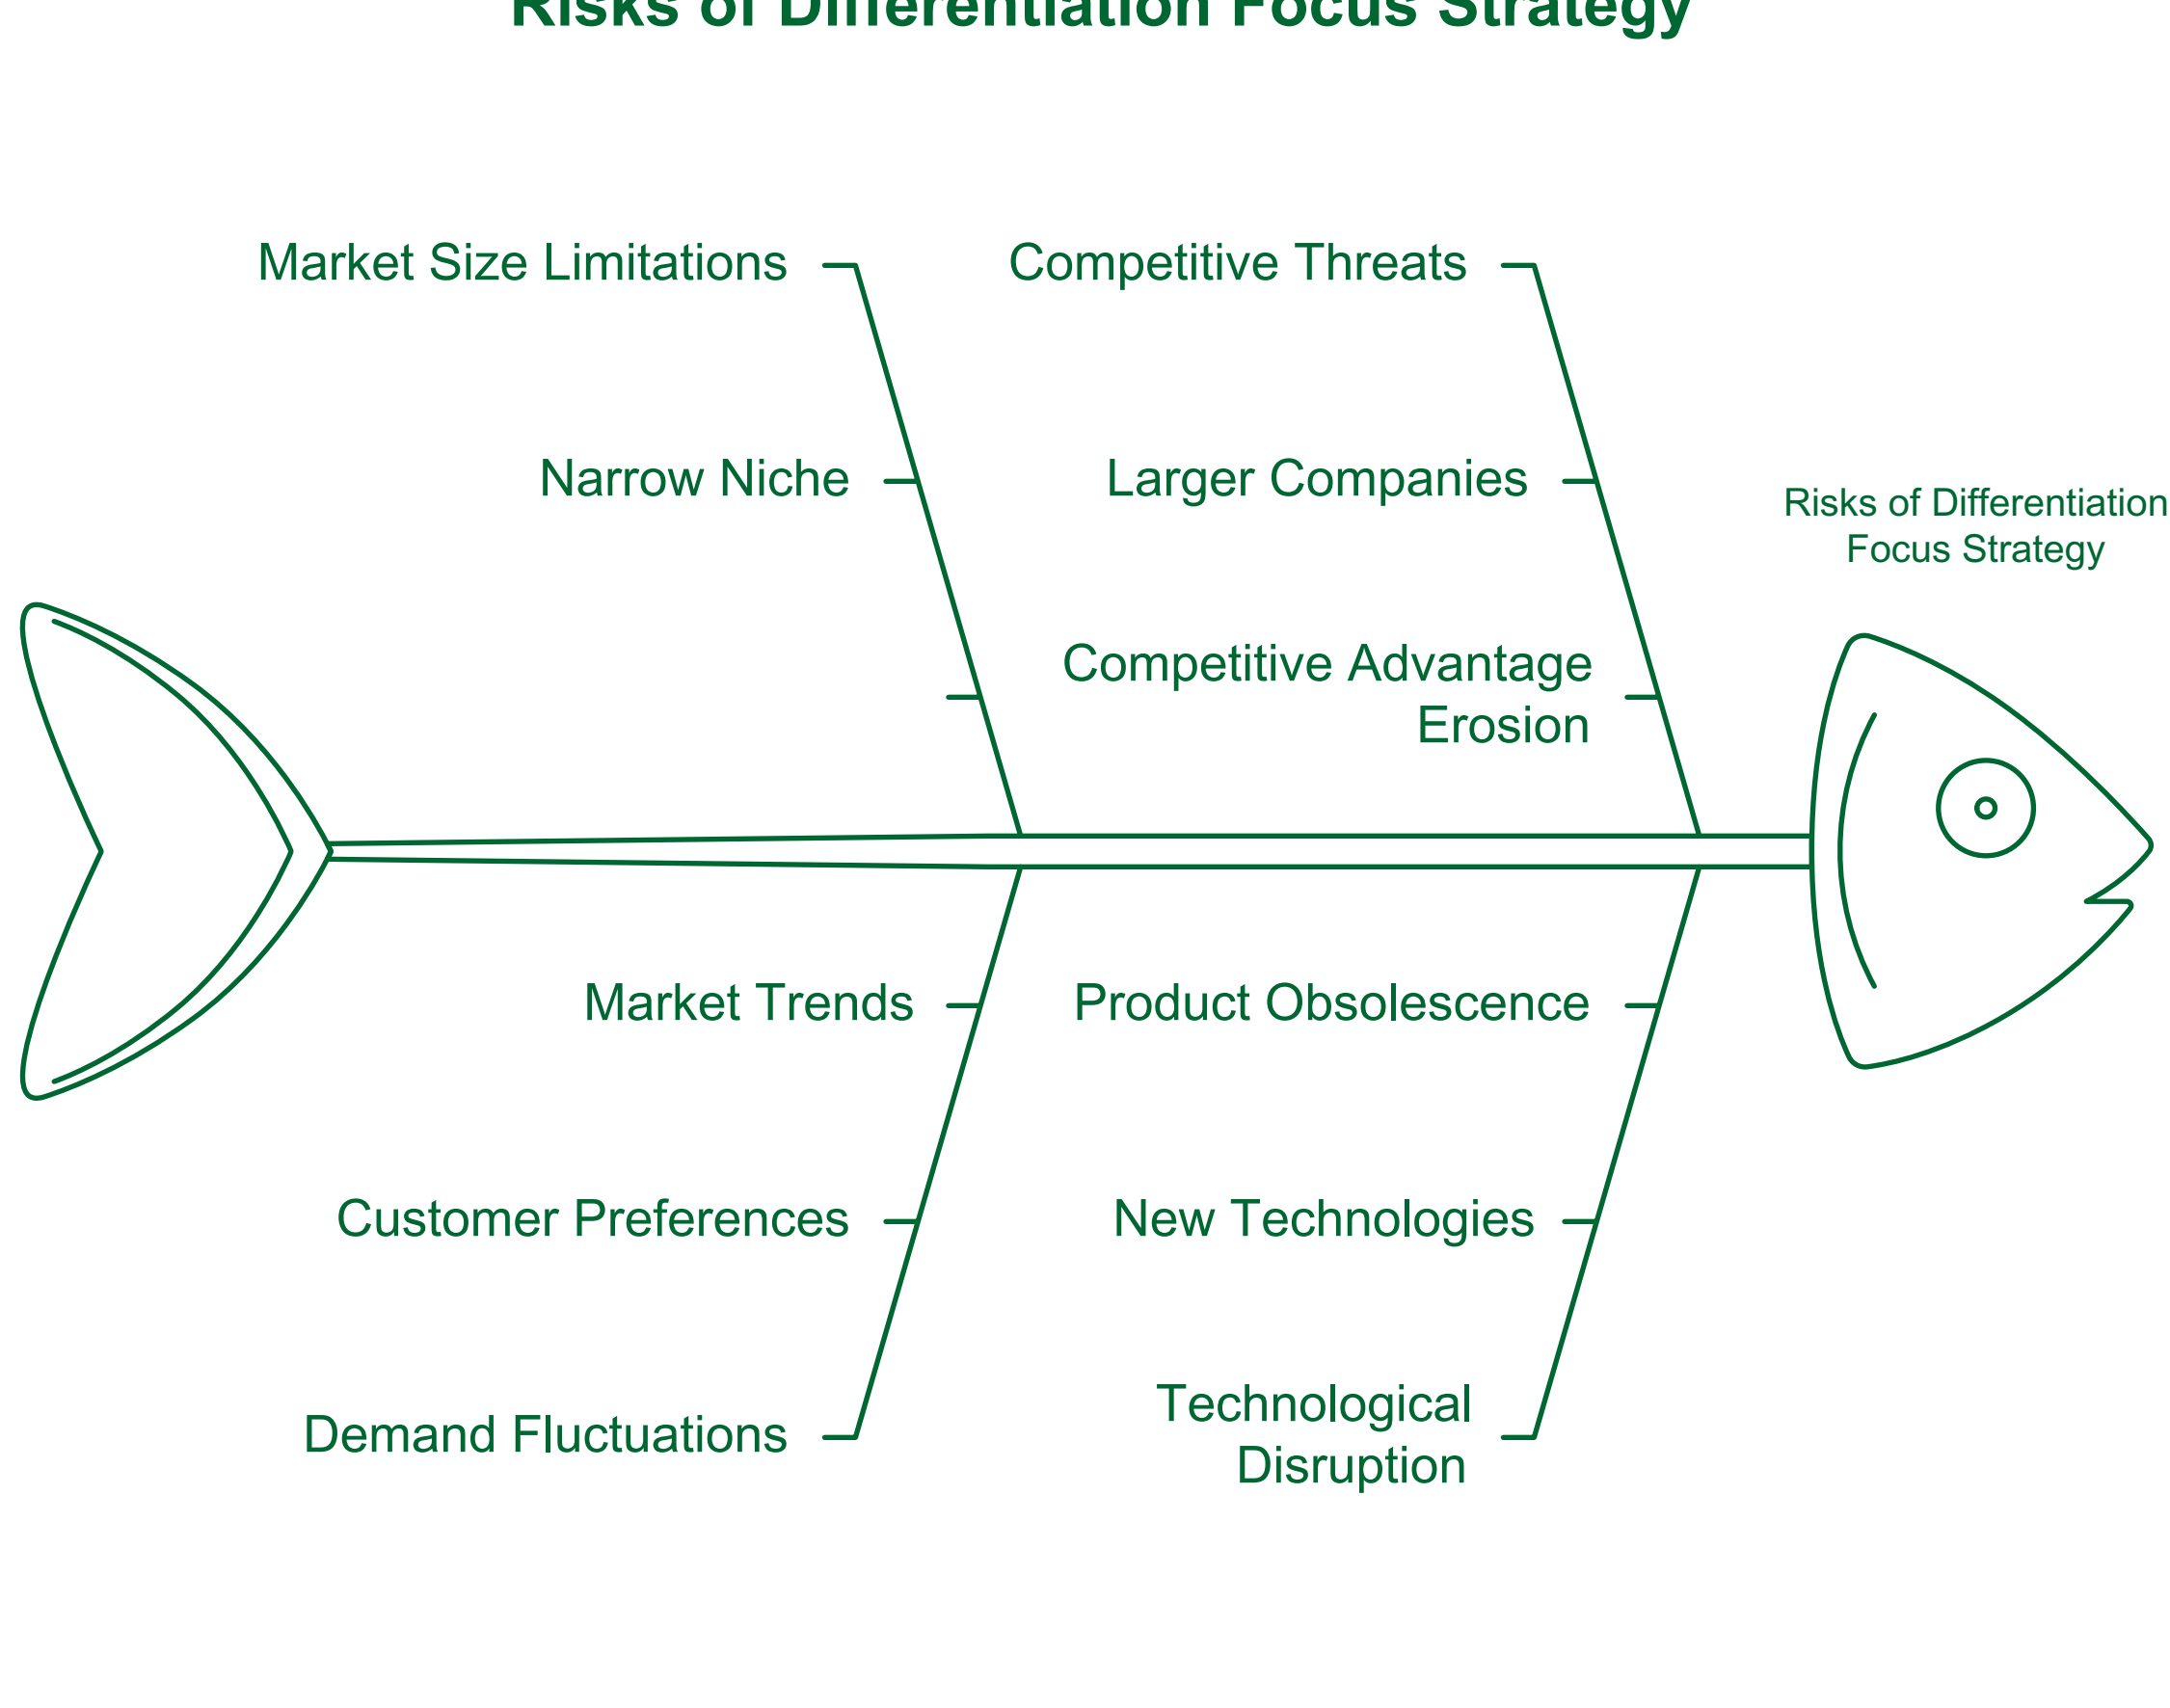 Risks of Differentiation Focus Strategy
Market Size Limitations
Competitive Threats
Narrow Niche
Larger Companies
Risks of Differentiation
Focus Strategy
Competitive Advantage
Erosion
Market Trends
Product Obsolescence
Customer Preferences
New Technologies
Technological
Disruption
Demand Fluctuations